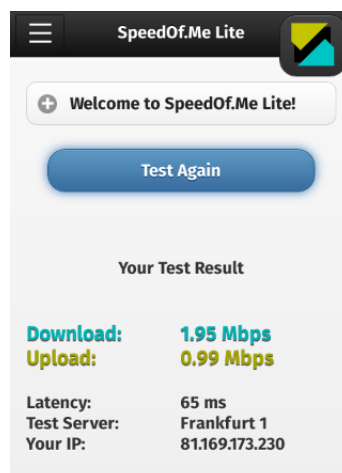 SpeedOf.Me Lite
Welcome to SpeedOf.Me Lite!
Test Again
Your Test Result
Download: 1.95 Mbps
Upload: 0.99 Mbps
Latency: 65 ms
Test Server: Frankfurt 1
Your IP: 81.169.173.230